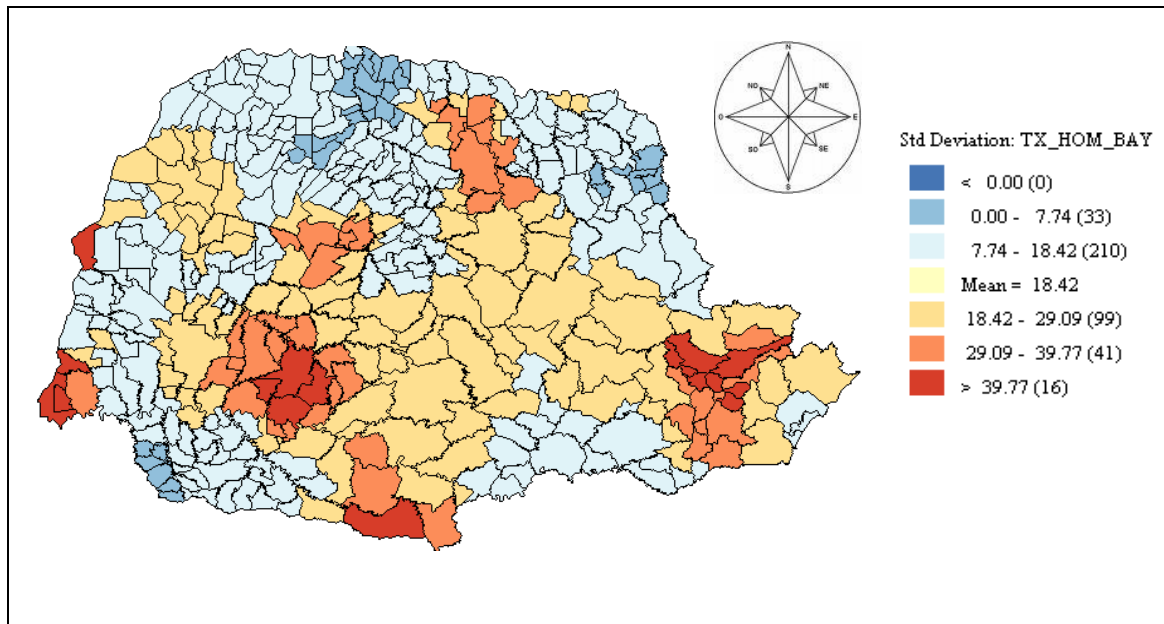 N
NO
NE
O
E
SO
SE
S
Std Deviation: TX_HOM_BAY
< 0.00 (0)
0.00 - 7.74 (33)
7.74 - 18.42 (210)
Mean = 18.42
18.42 - 29.09 (99)
29.09 - 39.77 (41)
> 39.77 (16)